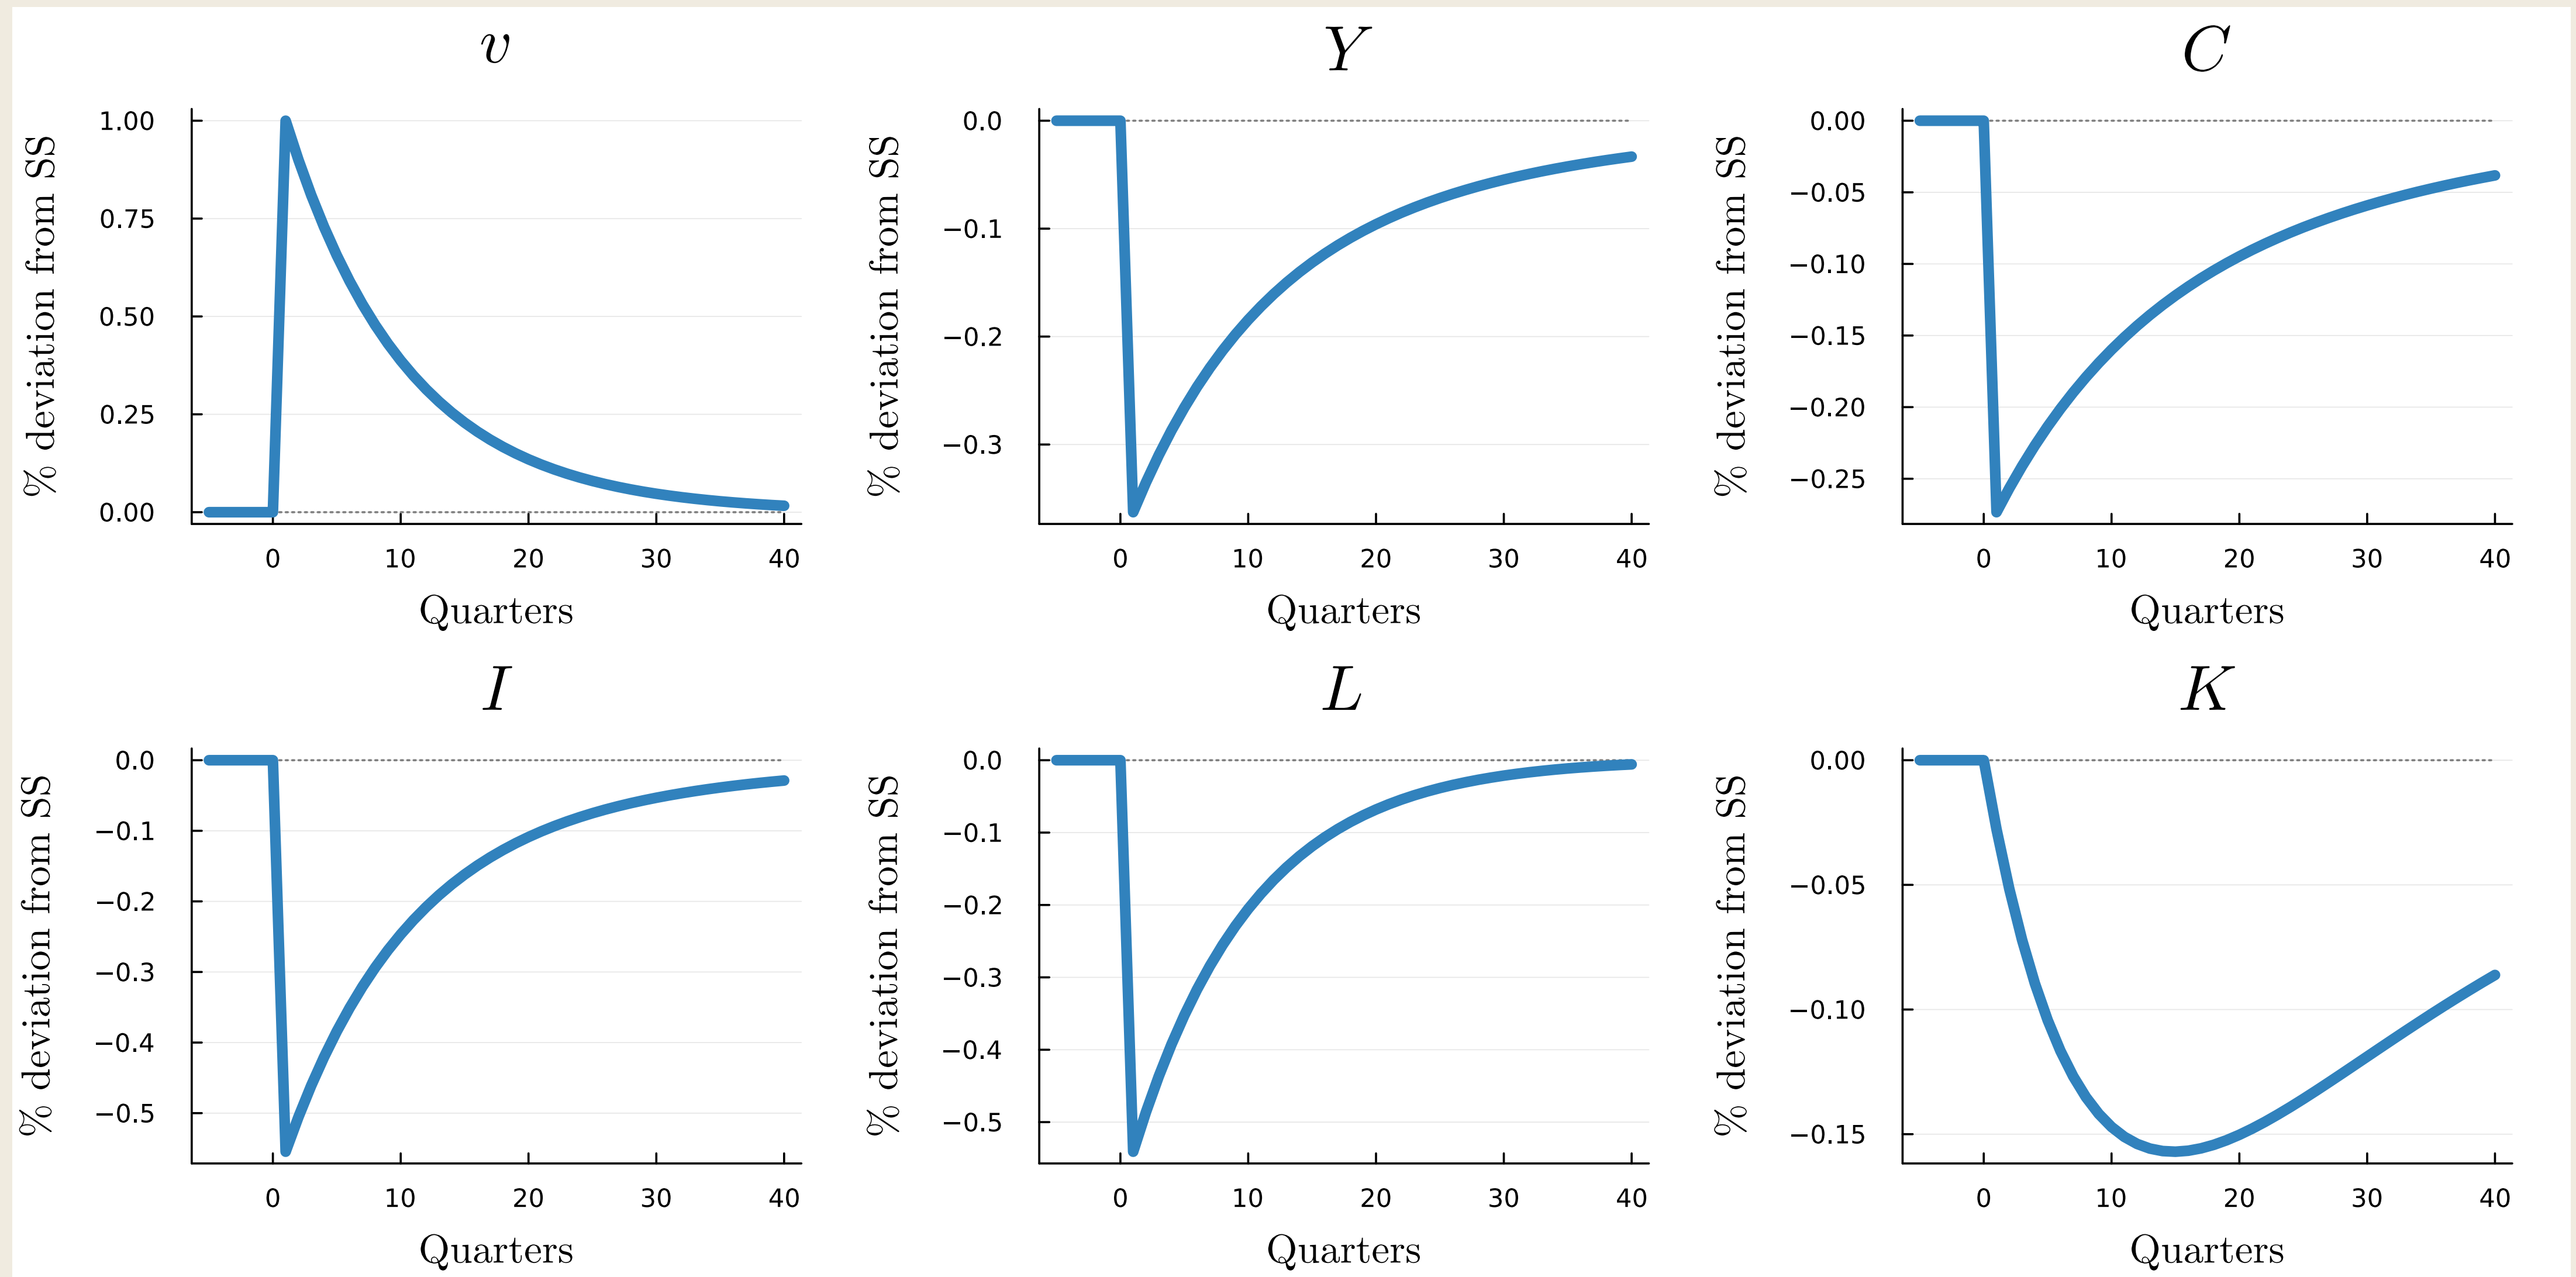 v
% deviation from SS
1.00
0.75
0.50
0.25
0.00
0 10 20 30 40
Quarters
Y
% deviation from SS
0.0
−0.1
−0.2
−0.3
0 10 20 30 40
Quarters
C
% deviation from SS
0.00
−0.05
−0.10
−0.15
−0.20
−0.25
0 10 20 30 40
Quarters
I
% deviation from SS
0.0
−0.1
−0.2
−0.3
−0.4
−0.5
0 10 20 30 40
Quarters
L
% deviation from SS
0.0
−0.1
−0.2
−0.3
−0.4
−0.5
0 10 20 30 40
Quarters
K
% deviation from SS
0.00
−0.05
−0.10
−0.15
0 10 20 30 40
Quarters